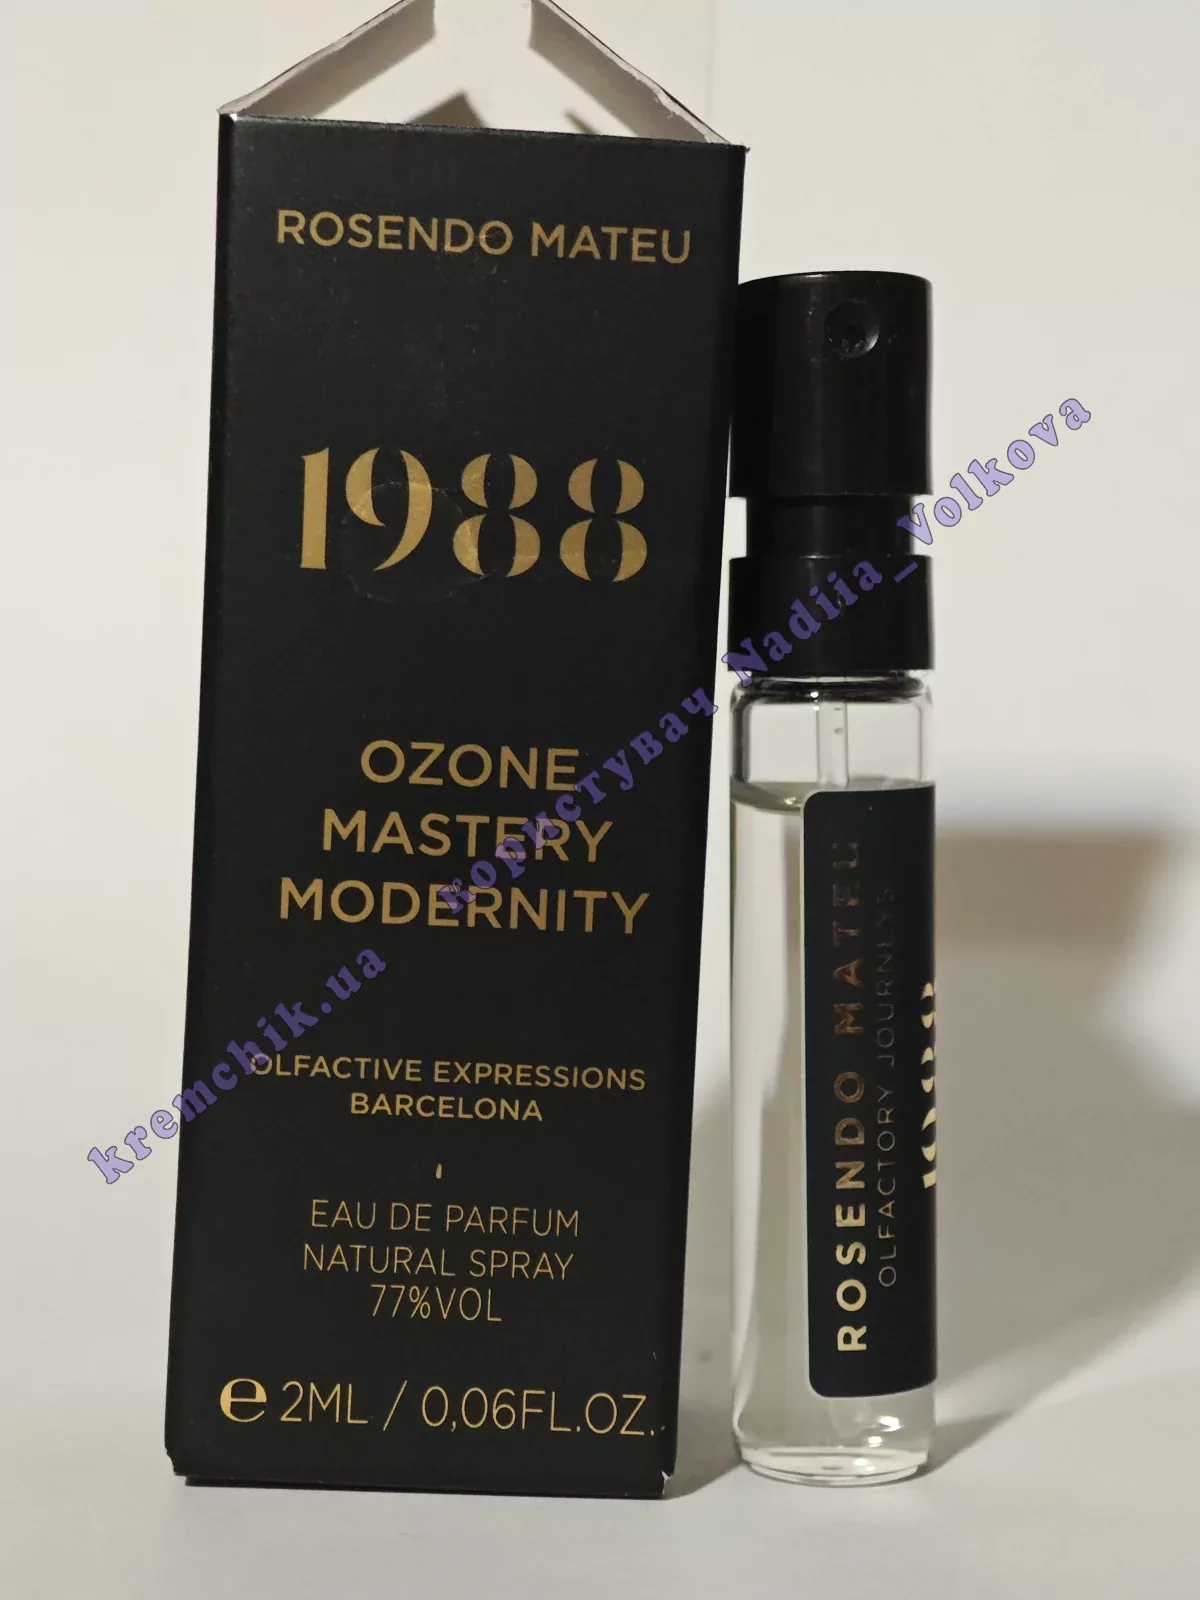 ROSENDO MATEU
1988
OZONE
MASTERY
MODERNITY
OLFACTIVE EXPRESSIONS
BARCELONA
EAU DE PARFUM
NATURAL SPRAY
77%VOL
e 2ML / 0,06FL.OZ.
ROSENDO MATEU
OLFACTORY JOURNEYS
1988
kremchik.ua користувач Nadiia_Volkova